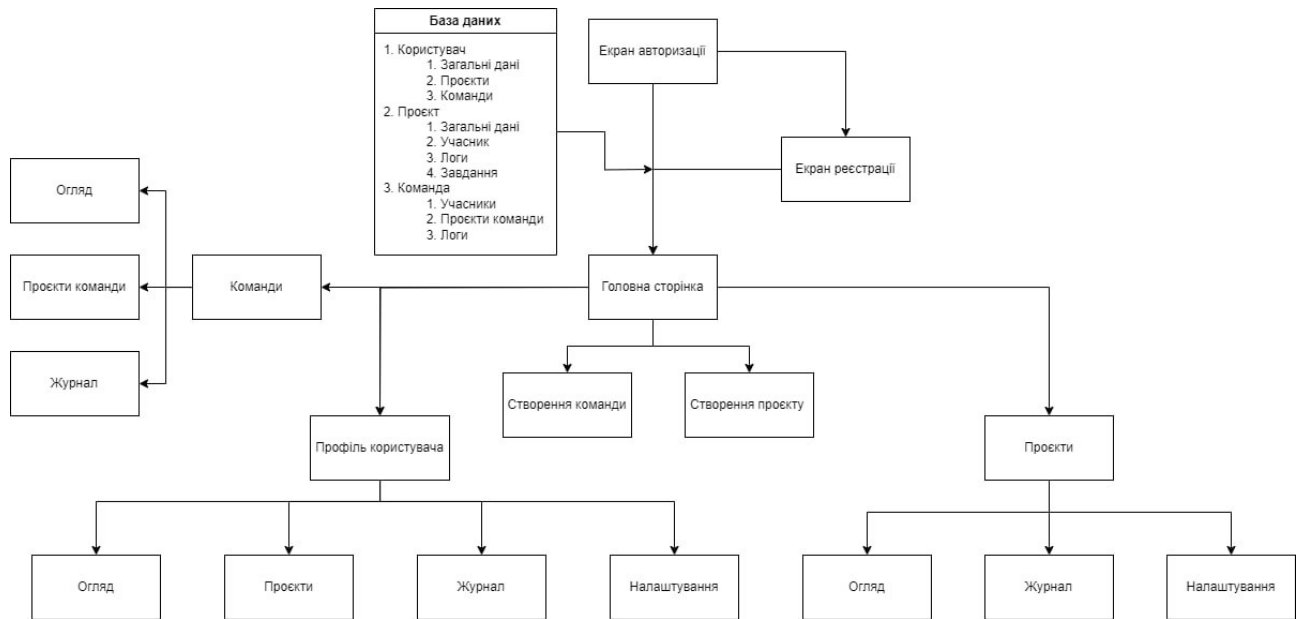 База даних
1. Користувач
1. Загальні дані
2. Проєкти
3. Команди
2. Проєкт
1. Загальні дані
2. Учасник
3. Логи
4. Завдання
3. Команда
1. Учасники
2. Проєкти команди
3. Логи
Екран авторизації
Екран реєстрації
Огляд
Проєкти команди
Команди
Головна сторінка
Журнал
Створення команди
Створення проєкту
Профіль користувача
Проєкти
Огляд
Проєкти
Журнал
Налаштування
Огляд
Журнал
Налаштування